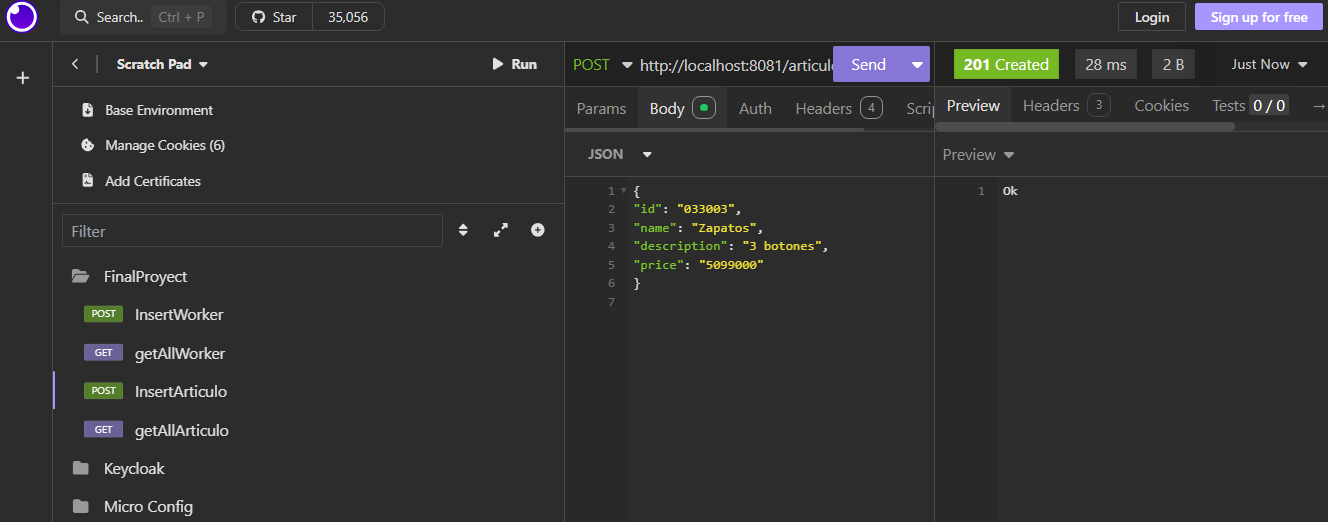 Search.. Ctrl + P Star 35,056 Login Sign up for free
Scratch Pad Run
Base Environment
Manage Cookies (6)
Add Certificates
Filter
FinalProyect
POST InsertWorker
GET getAllWorker
POST InsertArticulo
GET getAllArticulo
Keycloak
Micro Config
POST http://localhost:8081/articul Send
Params Body Auth Headers 4 Scrip
JSON
1 {
2 "id": "033003",
3 "name": "Zapatos",
4 "description": "3 botones",
5 "price": "5099000"
6 }
7
201 Created 28 ms 2 B Just Now
Preview Headers 3 Cookies Tests 0 / 0 →
Preview
1 Ok